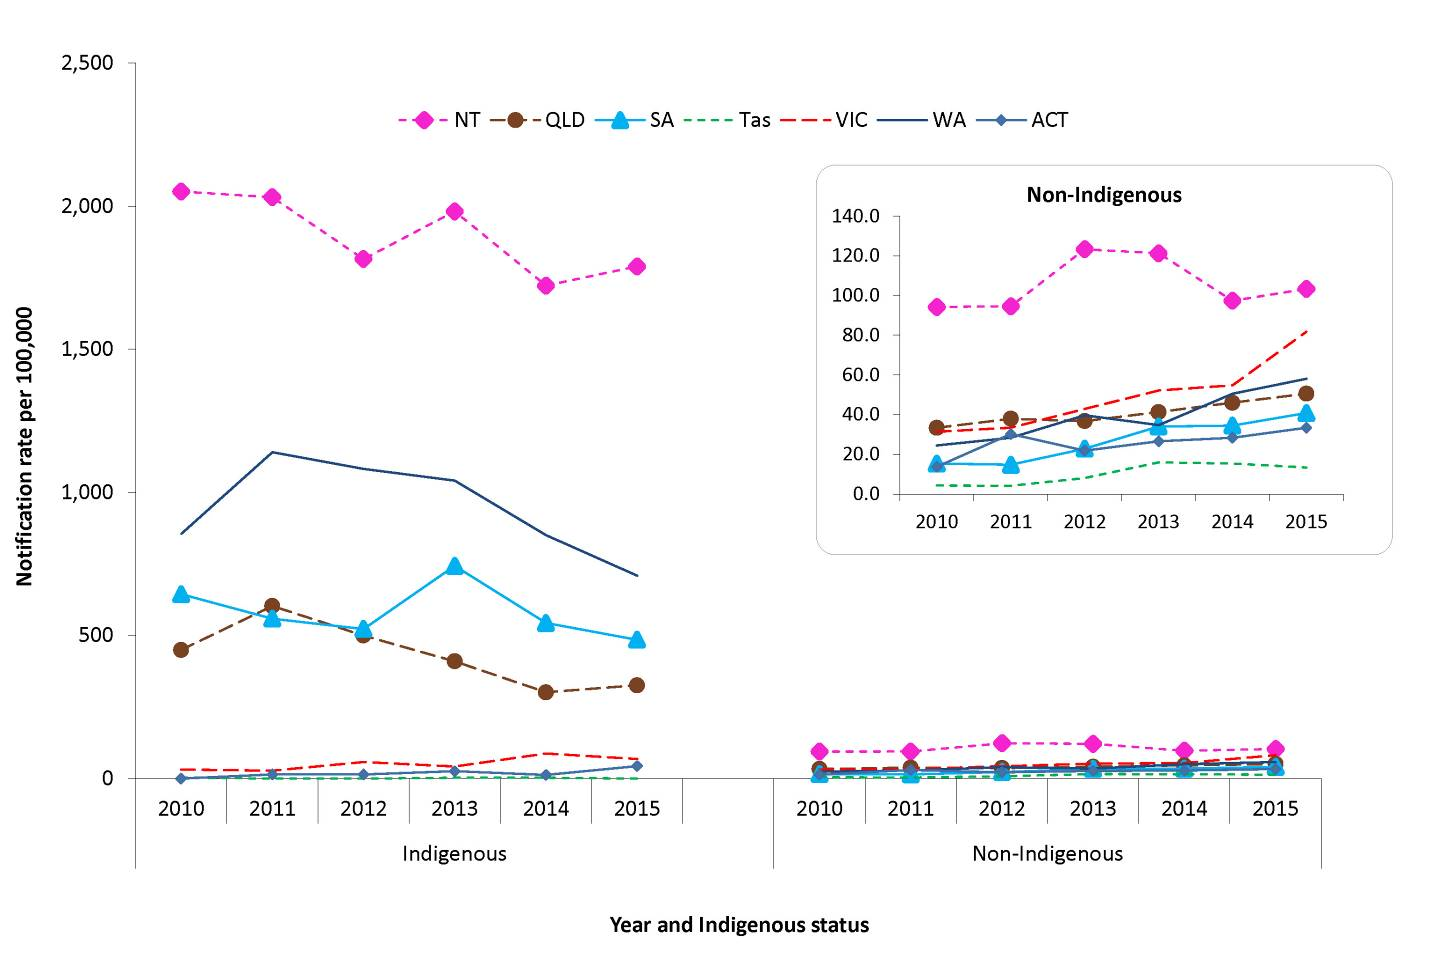 2,500
NT QLD SA Tas VIC WA ACT
Non-Indigenous
140.0
120.0
100.0
80.0
60.0
40.0
20.0
0.0
2010 2011 2012 2013 2014 2015
2,000
1,500
1,000
500
0
Notification rate per 100,000
2010 2011 2012 2013 2014 2015 2010 2011 2012 2013 2014 2015
Indigenous Non-Indigenous
Year and Indigenous status